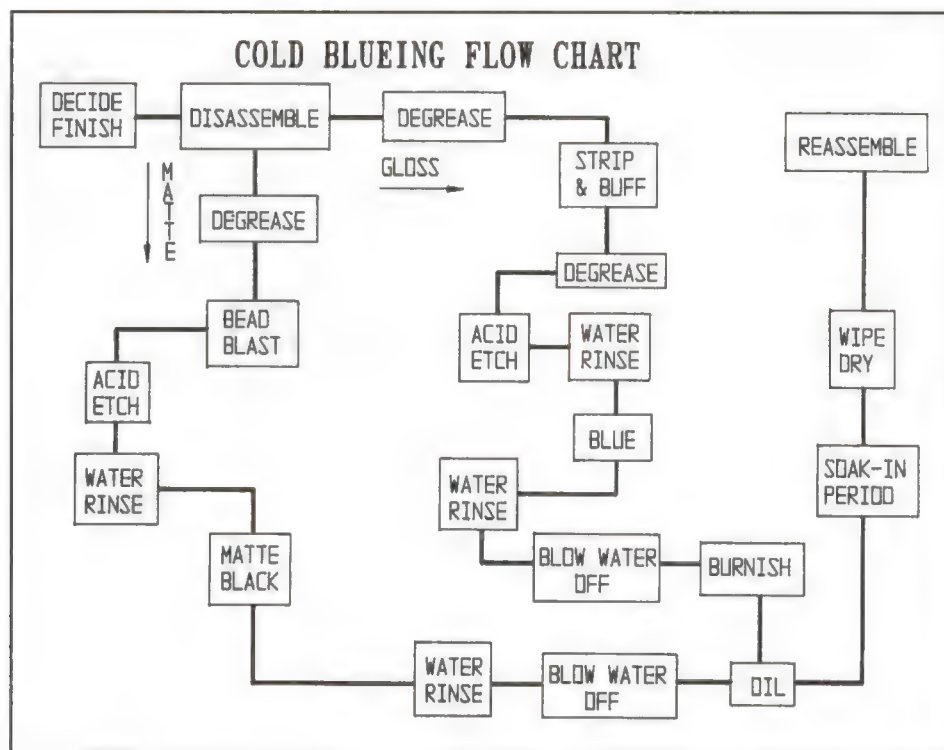 COLD BLUEING FLOW CHART
DECIDE
FINISH
DISASSEMBLE
DEGREASE
REASSEMBLE
GLOSS
STRIP
& BUFF
MATTE
DEGREASE
DEGREASE
BEAD
BLAST
ACID
ETCH
WATER
RINSE
WIPE
DRY
ACID
ETCH
BLUE
WATER
RINSE
WATER
RINSE
SOAK-IN
PERIOD
MATTE
BLACK
BLOW WATER
OFF
BURNISH
WATER
RINSE
BLOW WATER
OFF
OIL